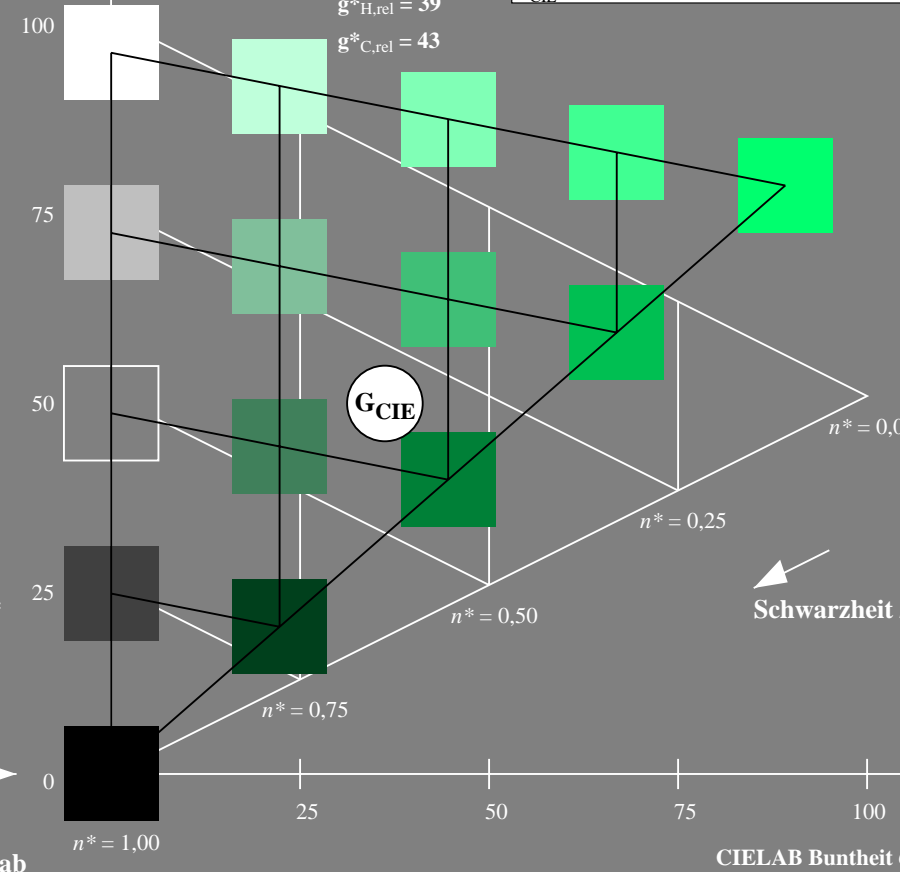 CIE
g*H,rel = 39
100
g*C,rel = 43
75
50
GCIE
n* = 0,0
n* = 0,25
25
n* = 0,50
Schwarzheit
n* = 0,75
0
25
50
75
100
n* = 1,00
ab
CIELAB Buntheit